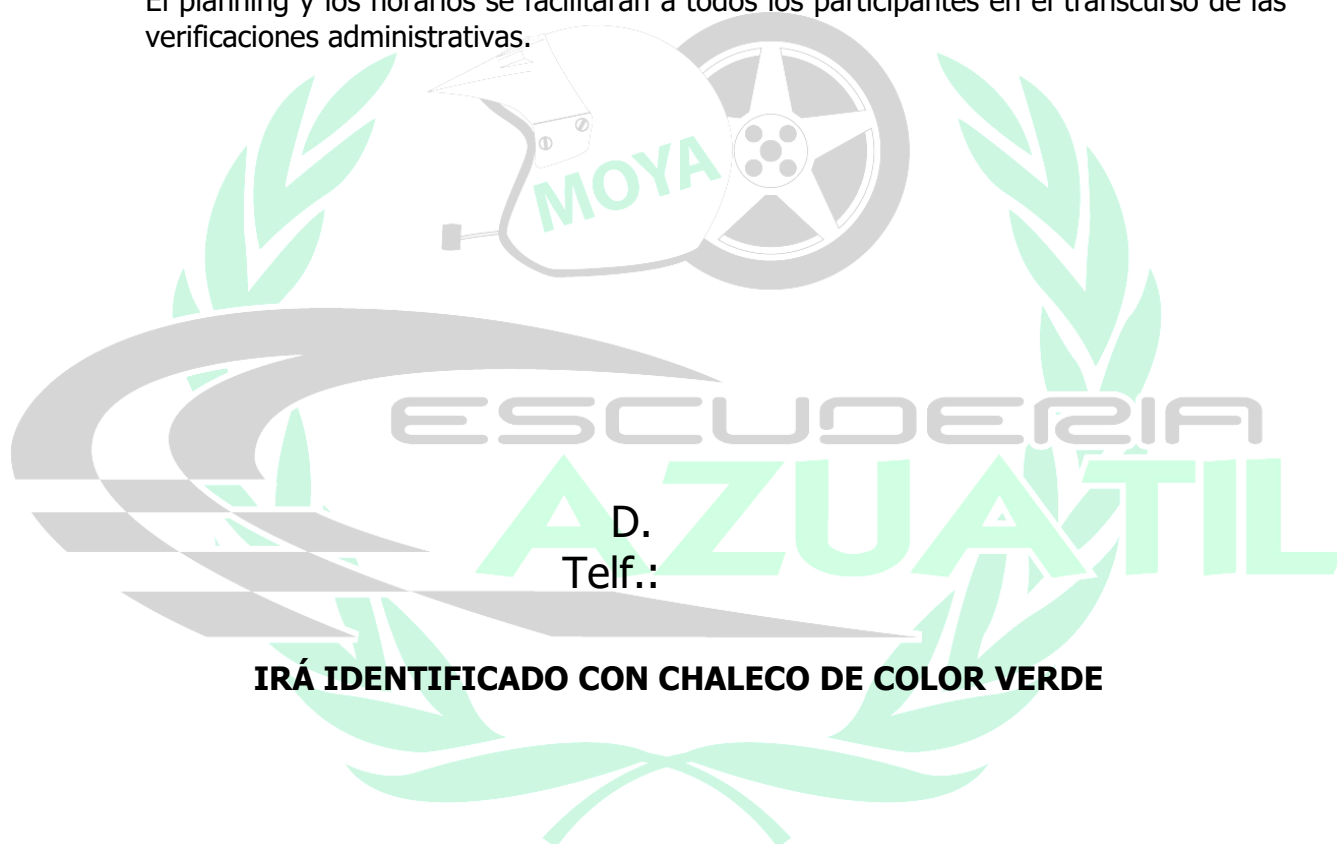 El planning y los horarios se facilitarán a todos los participantes en el transcurso de las
verificaciones administrativas.
MOYA
ESCUDERIA
AZUATIL
D.
Telf.:
IRÁ IDENTIFICADO CON CHALECO DE COLOR VERDE